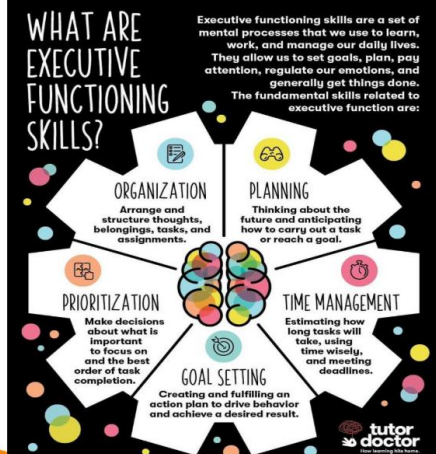 WHAT ARE
EXECUTIVE
FUNCTIONING
SKILLS?
Executive functioning skills are a set of
mental processes that we use to learn,
work, and manage our daily lives.
They allow us to set goals, plan, pay
attention, regulate our emotions, and
generally get things done.
The fundamental skills related to
executive function are:
ORGANIZATION
Arrange and
structure thoughts,
belongings, tasks, and
assignments.
PLANNING
Thinking about the
future and anticipating
how to carry out a task
or reach a goal.
PRIORITIZATION
Make decisions
about what is
important
to focus on
and the best
order of task
completion.
TIME MANAGEMENT
Estimating how
long tasks will
take, using
time wisely,
and meeting
deadlines.
GOAL SETTING
Creating and fulfilling an
action plan to drive behavior
and achieve a desired result.
tutor
doctor
How learning hits home.